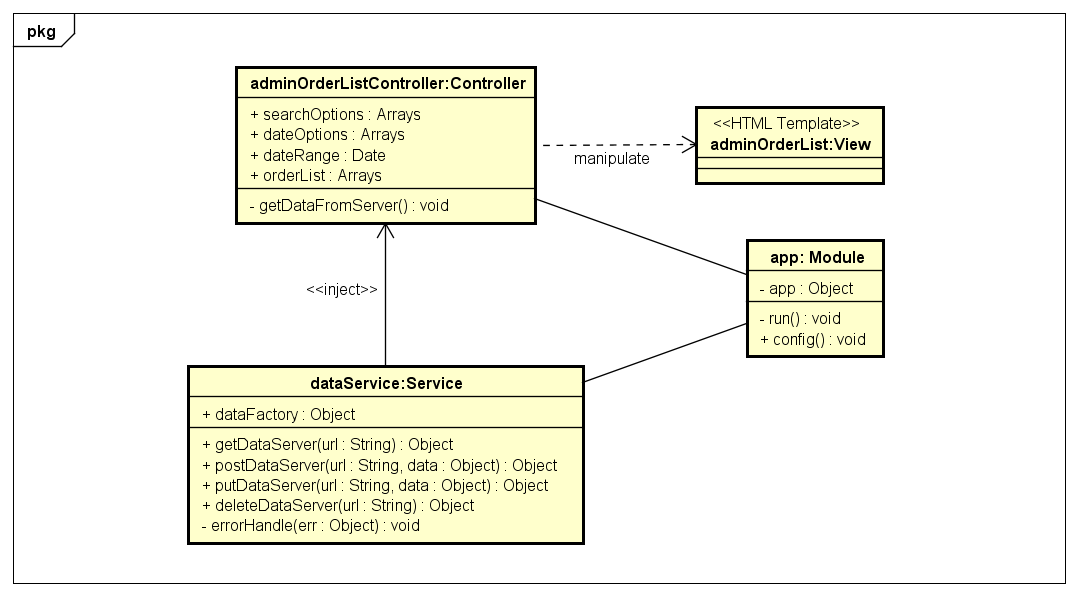 pkg
adminOrderListController:Controller
+ searchOptions : Arrays
+ dateOptions : Arrays
+ dateRange : Date
+ orderList : Arrays
- getDataFromServer() : void
manipulate
<<HTML Template>>
adminOrderList:View
app: Module
- app : Object
- run() : void
+ config() : void
<<inject>>
dataService:Service
+ dataFactory : Object
+ getDataServer(url : String) : Object
+ postDataServer(url : String, data : Object) : Object
+ putDataServer(url : String, data : Object) : Object
+ deleteDataServer(url : String) : Object
- errorHandle(err : Object) : void